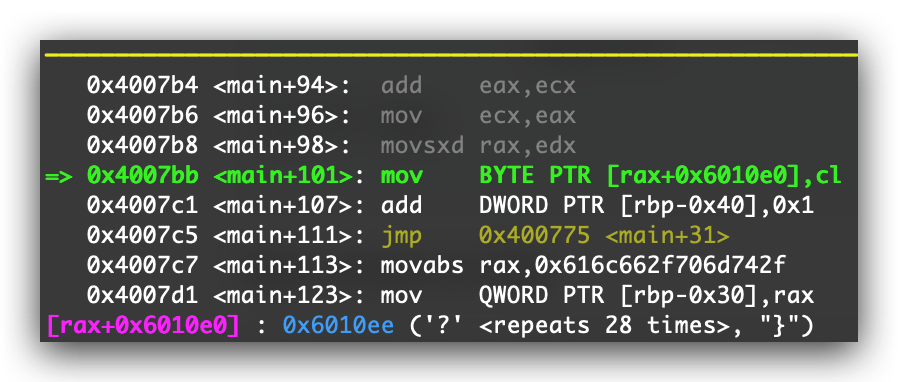 0x4007b4 <main+94>: add eax,ecx
0x4007b6 <main+96>: mov ecx,eax
0x4007b8 <main+98>: movsxd rax,edx
=> 0x4007bb <main+101>: mov BYTE PTR [rax+0x6010e0],cl
0x4007c1 <main+107>: add DWORD PTR [rbp-0x40],0x1
0x4007c5 <main+111>: jmp 0x400775 <main+31>
0x4007c7 <main+113>: movabs rax,0x616c662f706d742f
0x4007d1 <main+123>: mov QWORD PTR [rbp-0x30],rax
[rax+0x6010e0] : 0x6010ee ('?' <repeats 28 times>, "}")